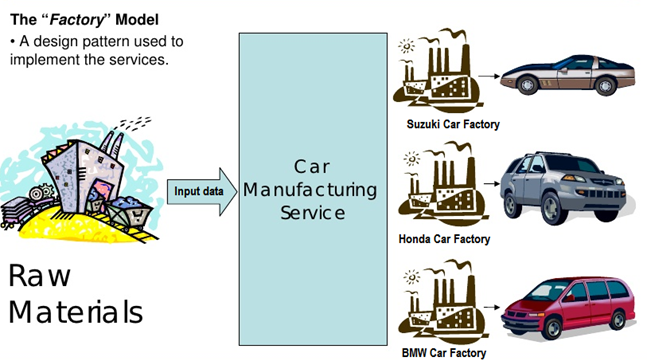 The “Factory” Model
• A design pattern used to
implement the services.
Raw
Materials
Input data
Car
Manufacturing
Service
Suzuki Car Factory
Honda Car Factory
BMW Car Factory